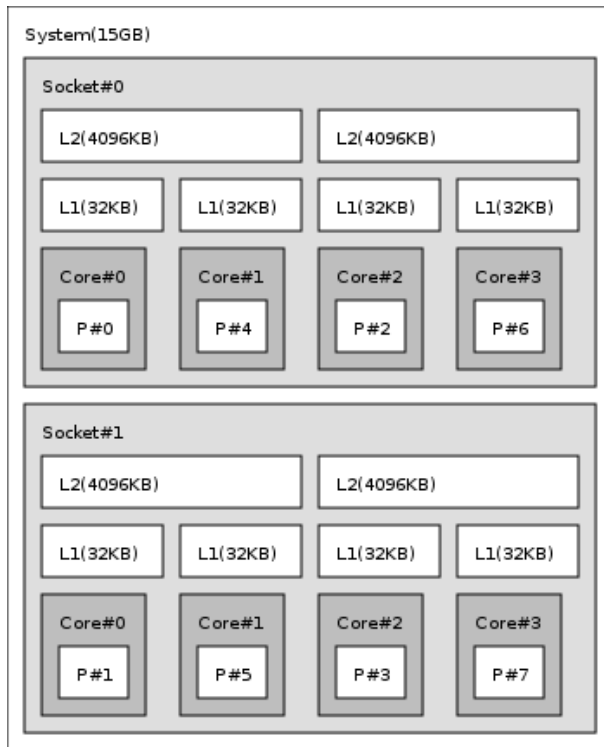 System(15GB)
Socket#0
L2(4096KB) L2(4096KB)
L1(32KB) L1(32KB) L1(32KB) L1(32KB)
Core#0 Core#1 Core#2 Core#3
P#0 P#4 P#2 P#6
Socket#1
L2(4096KB) L2(4096KB)
L1(32KB) L1(32KB) L1(32KB) L1(32KB)
Core#0 Core#1 Core#2 Core#3
P#1 P#5 P#3 P#7